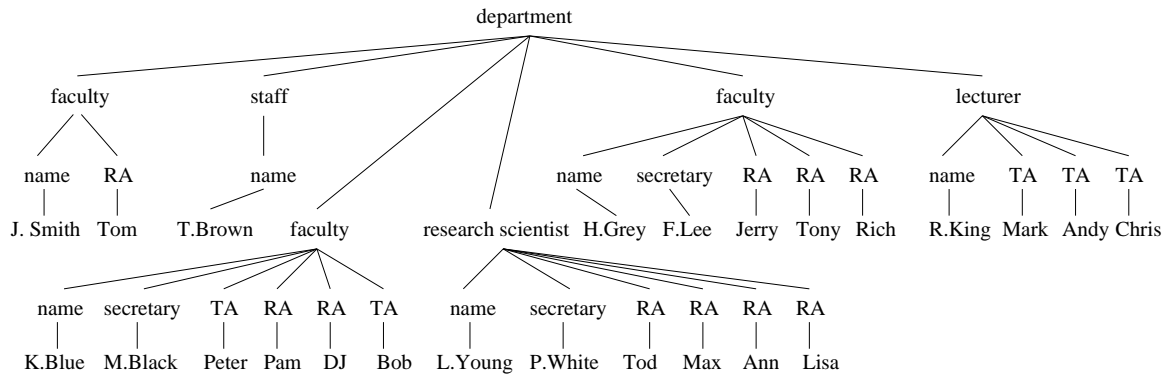 department
faculty staff faculty lecturer
name RA name name secretary RA RA RA name TA TA TA
J. Smith Tom T.Brown faculty research scientist H.Grey F.Lee Jerry Tony Rich R.King Mark Andy Chris
name secretary TA RA RA TA name secretary RA RA RA RA
K.Blue M.Black Peter Pam DJ Bob L.Young P.White Tod Max Ann Lisa